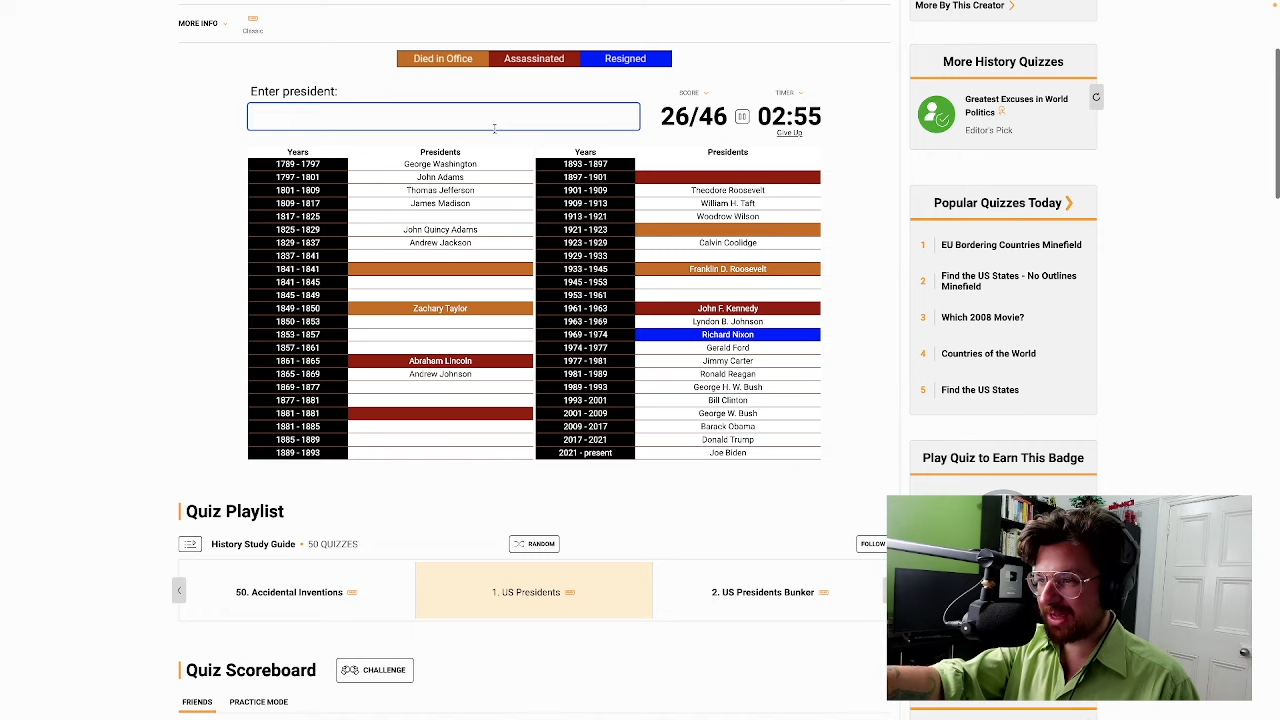 More By This Creator
MORE INFO
Classic
Died in Office Assassinated Resigned
More History Quizzes
Enter president:
SCORE
TIMER
26/46
02:55
Give Up
Greatest Excuses in World
Politics
Editor's Pick
Years Presidents Years Presidents
1789 - 1797 George Washington 1893 - 1897
1797 - 1801 John Adams 1897 - 1901
1801 - 1809 Thomas Jefferson 1901 - 1909 Theodore Roosevelt
1809 - 1817 James Madison 1909 - 1913 William H. Taft
1817 - 1825 1913 - 1921 Woodrow Wilson
1825 - 1829 John Quincy Adams 1921 - 1923
1829 - 1837 Andrew Jackson 1923 - 1929 Calvin Coolidge
1837 - 1841 1929 - 1933
1841 - 1841 1933 - 1945 Franklin D. Roosevelt
1841 - 1845 1945 - 1953
1845 - 1849 1953 - 1961
1849 - 1850 Zachary Taylor 1961 - 1963 John F. Kennedy
1850 - 1853 1963 - 1969 Lyndon B. Johnson
1853 - 1857 1969 - 1974 Richard Nixon
1857 - 1861 1974 - 1977 Gerald Ford
1861 - 1865 Abraham Lincoln 1977 - 1981 Jimmy Carter
1865 - 1869 Andrew Johnson 1981 - 1989 Ronald Reagan
1869 - 1877 1989 - 1993 George H. W. Bush
1877 - 1881 1993 - 2001 Bill Clinton
1881 - 1881 2001 - 2009 George W. Bush
1881 - 1885 2009 - 2017 Barack Obama
1885 - 1889 2017 - 2021 Donald Trump
1889 - 1893 2021 - present Joe Biden
Popular Quizzes Today
1 EU Bordering Countries Minefield
2 Find the US States - No Outlines
Minefield
3 Which 2008 Movie?
4 Countries of the World
5 Find the US States
Play Quiz to Earn This Badge
Quiz Playlist
History Study Guide • 50 QUIZZES
RANDOM
FOLLOW
50. Accidental Inventions
1. US Presidents
2. US Presidents Bunker
Quiz Scoreboard
CHALLENGE
FRIENDS PRACTICE MODE